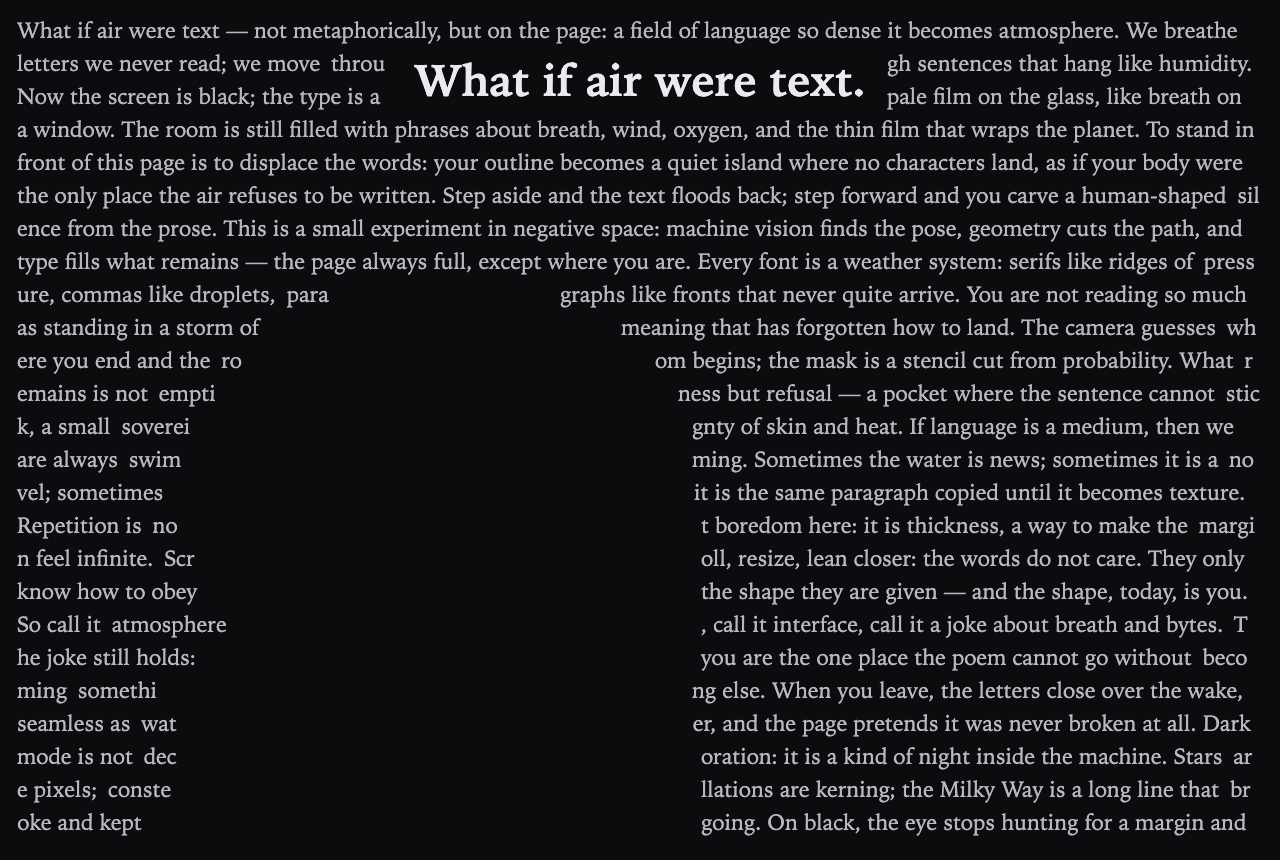 What if air were text.
What if air were text — not metaphorically, but on the page: a field of language so dense it becomes atmosphere. We breathe
letters we never read; we move throu gh sentences that hang like humidity.
Now the screen is black; the type is a pale film on the glass, like breath on
a window. The room is still filled with phrases about breath, wind, oxygen, and the thin film that wraps the planet. To stand in
front of this page is to displace the words: your outline becomes a quiet island where no characters land, as if your body were
the only place the air refuses to be written. Step aside and the text floods back; step forward and you carve a human-shaped sil
ence from the prose. This is a small experiment in negative space: machine vision finds the pose, geometry cuts the path, and
type fills what remains — the page always full, except where you are. Every font is a weather system: serifs like ridges of press
ure, commas like droplets, para graphs like fronts that never quite arrive. You are not reading so much
as standing in a storm of meaning that has forgotten how to land. The camera guesses wh
ere you end and the ro om begins; the mask is a stencil cut from probability. What r
emains is not empti ness but refusal — a pocket where the sentence cannot stic
k, a small soverei gnty of skin and heat. If language is a medium, then we
are always swim ming. Sometimes the water is news; sometimes it is a no
vel; sometimes it is the same paragraph copied until it becomes texture.
Repetition is no t boredom here: it is thickness, a way to make the margi
n feel infinite. Scr oll, resize, lean closer: the words do not care. They only
know how to obey the shape they are given — and the shape, today, is you.
So call it atmosphere , call it interface, call it a joke about breath and bytes. T
he joke still holds: you are the one place the poem cannot go without beco
ming somethi ng else. When you leave, the letters close over the wake,
seamless as wat er, and the page pretends it was never broken at all. Dark
mode is not dec oration: it is a kind of night inside the machine. Stars ar
e pixels; conste llations are kerning; the Milky Way is a long line that br
oke and kept going. On black, the eye stops hunting for a margin and